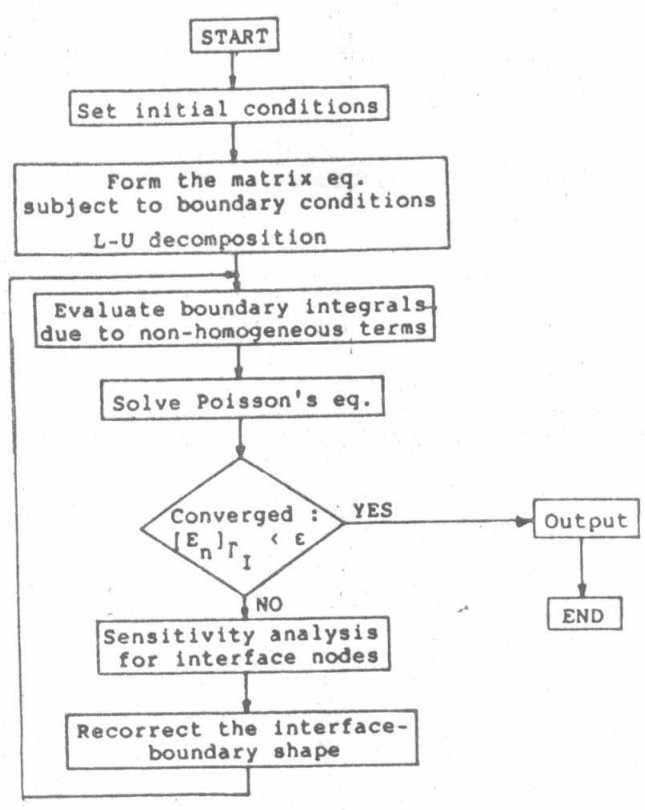 START
Set initial conditions
Form the matrix eq.
subject to boundary conditions
L-U decomposition
Evaluate boundary integrals
due to non-homogeneous terms
Solve Poisson's eq.
Converged :
[E_n]_Γ_I < ε
YES
Output
END
NO
Sensitivity analysis
for interface nodes
Recorrect the interface-
boundary shape